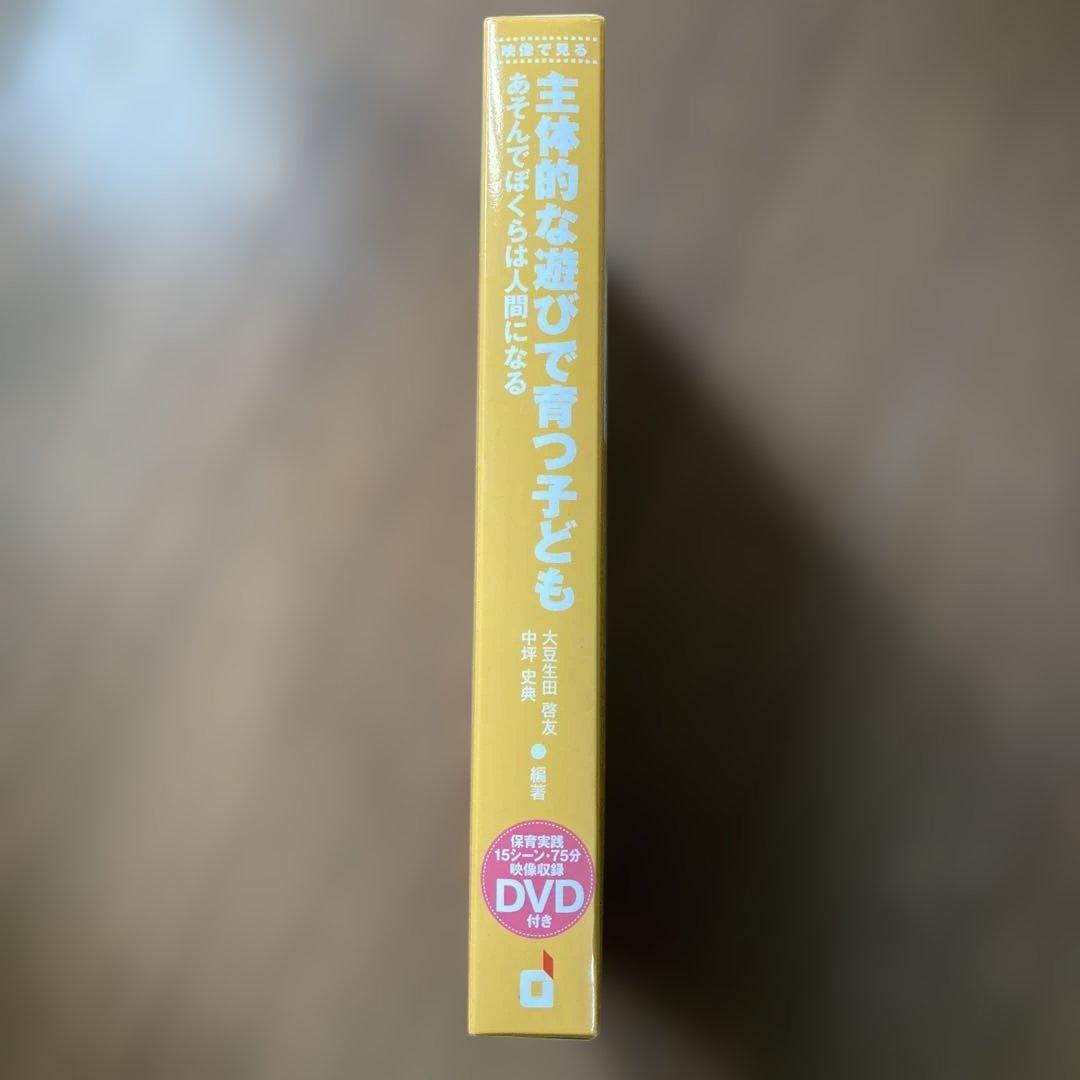 映像で見る
主体的な遊びで育つ子ども
あそんでぼくらは人間になる
大豆生田 啓友
中坪 史典
● 編著
保育実践
15シーン・75分
映像収録
DVD
付き